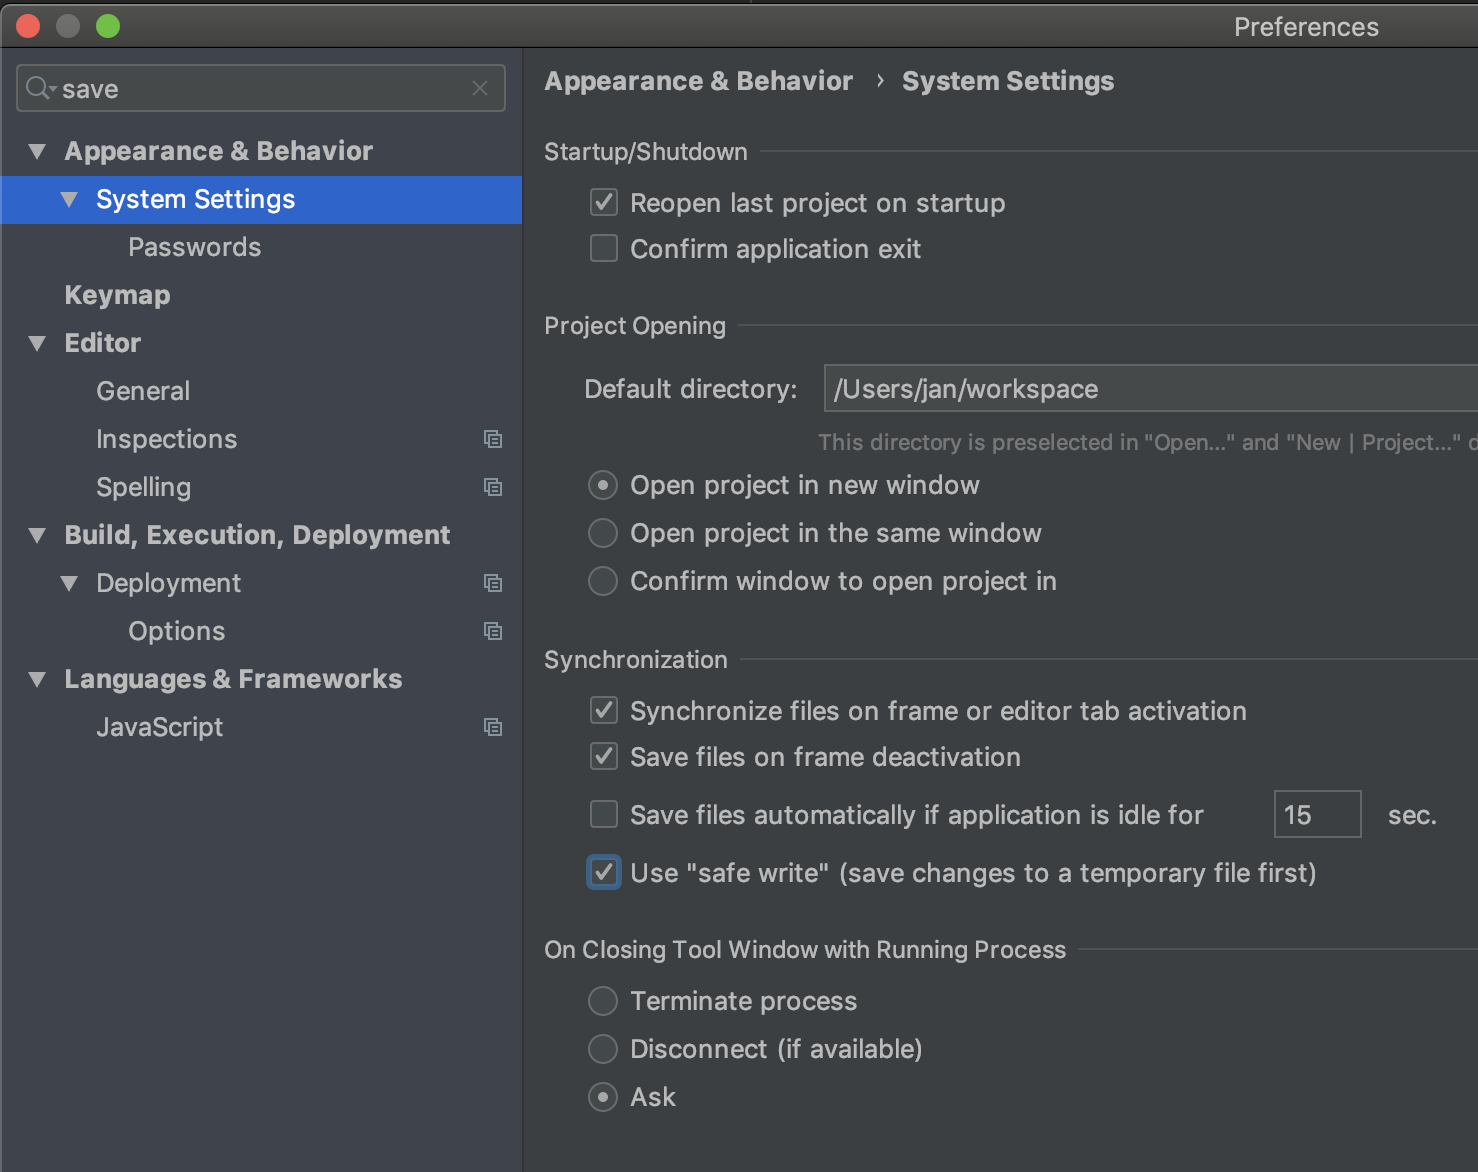 Preferences
save
Appearance & Behavior
System Settings
Passwords
Keymap
Editor
General
Inspections
Spelling
Build, Execution, Deployment
Deployment
Options
Languages & Frameworks
JavaScript
Appearance & Behavior › System Settings
Startup/Shutdown
Reopen last project on startup
Confirm application exit
Project Opening
Default directory: /Users/jan/workspace
This directory is preselected in "Open..." and "New | Project..." d
Open project in new window
Open project in the same window
Confirm window to open project in
Synchronization
Synchronize files on frame or editor tab activation
Save files on frame deactivation
Save files automatically if application is idle for 15 sec.
Use "safe write" (save changes to a temporary file first)
On Closing Tool Window with Running Process
Terminate process
Disconnect (if available)
Ask